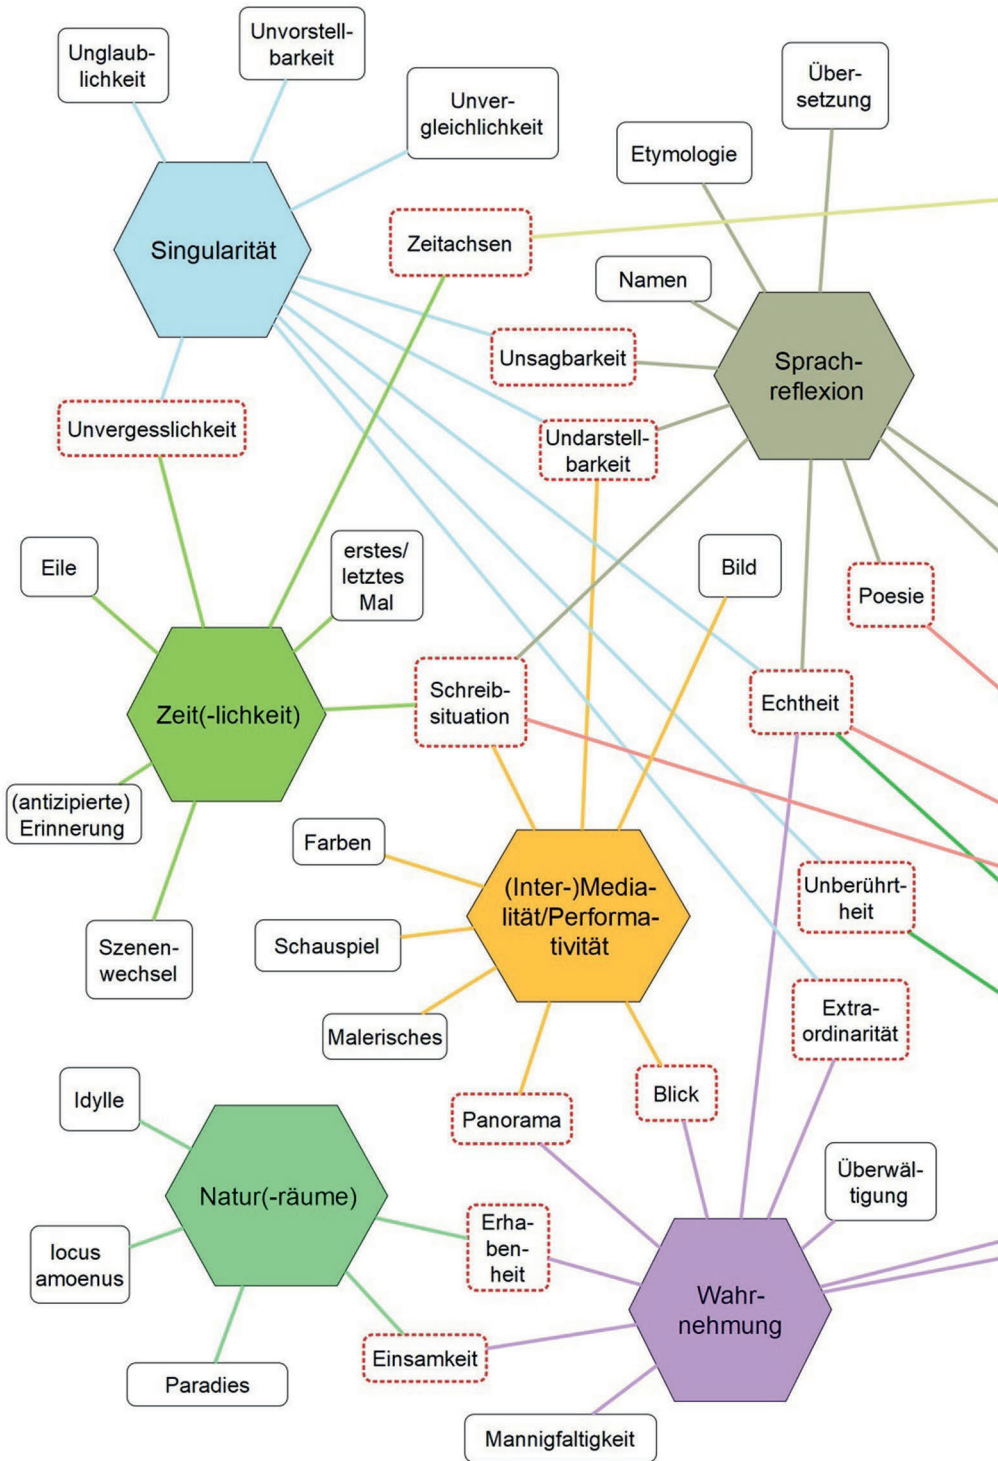 Unglaub-
lichkeit
Unvorstell-
barkeit
Unver-
gleichlichkeit
Über-
setzung
Etymologie
Singularität
Zeitachsen
Namen
Unsagbarkeit
Sprach-
reflexion
Unvergesslichkeit
Undarstell-
barkeit
Eile
erstes/
letztes
Mal
Bild
Poesie
Zeit(-lichkeit)
Schreib-
situation
Echtheit
(antizipierte)
Erinnerung
Farben
(Inter-)Media-
lität/Performa-
tivität
Unberührt-
heit
Szenen-
wechsel
Schauspiel
Malerisches
Extra-
ordinarität
Idylle
Panorama
Blick
Natur(-räume)
Überwäl-
tigung
locus
amoenus
Erha-
ben-
heit
Wahr-
nehmung
Einsamkeit
Paradies
Mannigfaltigkeit